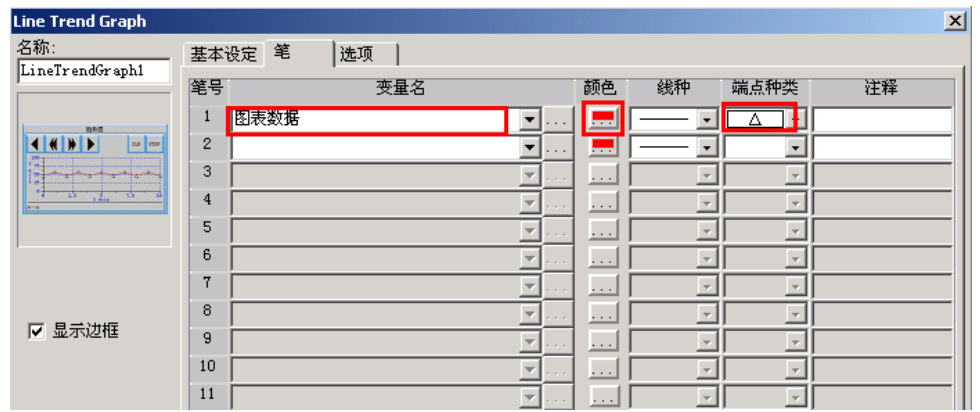 Line Trend Graph
名称:
LineTrendGraph1
基本设定 笔 选项
笔号 变量名 颜色 线种 端点种类 注释
1 图表数据 ... ...
2 ... ...
3 ... ...
4 ... ...
5 ... ...
6 ... ...
7 ... ...
8 ... ...
9 ... ...
10 ... ...
11 ... ...
显示边框